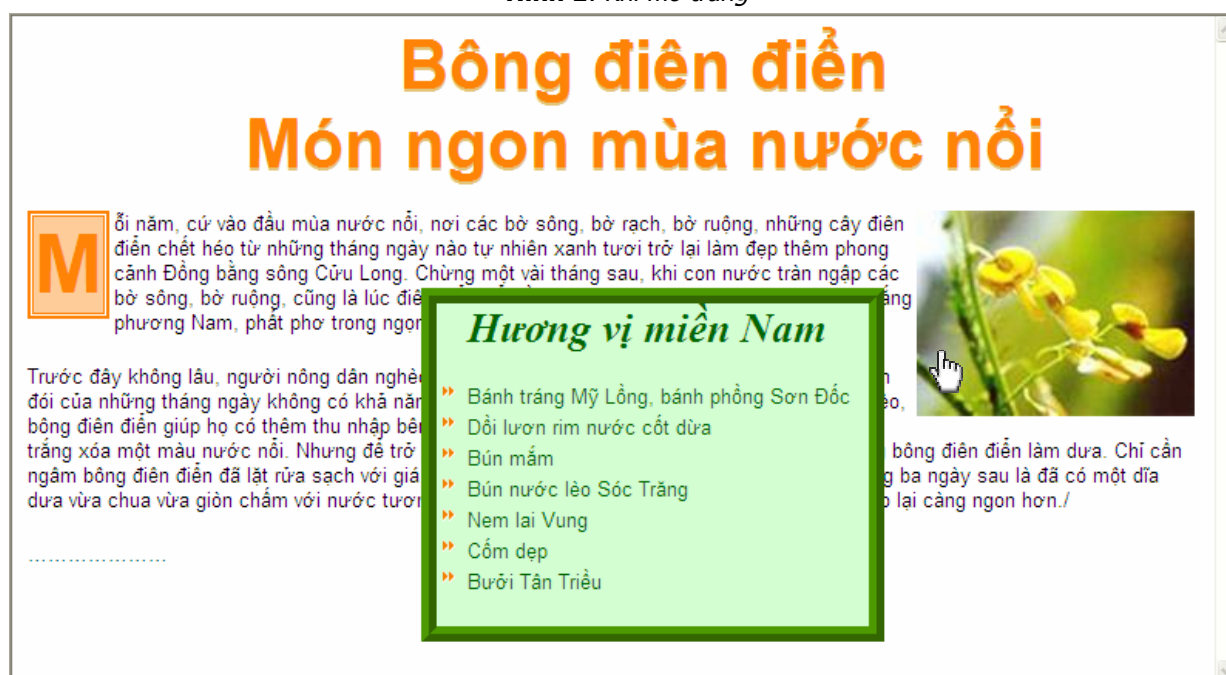 Khi mở trang
Bông điên điển
Món ngon mùa nước nổi
Mỗi năm, cứ vào đầu mùa nước nổi, nơi các bờ sông, bờ rạch, bờ ruộng, những cây điên
điển chết héo từ những tháng ngày nào tự nhiên xanh tươi trở lại làm đẹp thêm phong
cảnh Đồng bằng sông Cửu Long. Chừng một vài tháng sau, khi con nước tràn ngập các
bờ sông, bờ ruộng, cũng là lúc
phương Nam, phất phơ trong
Trước đây không lâu, người nông dân
đói của những tháng ngày không có khả
bông điên điển giúp họ có thêm thu nhập
trắng xóa một màu nước nổi. Nhưng để trở bông điên điển làm dưa. Chỉ cần
ngâm bông điên điển đã lặt rửa sạch với giá ba ngày sau là đã có một dĩa
dưa vừa chua vừa giòn chấm với nước lại càng ngon hơn./
…………………
Hương vị miền Nam
Bánh tráng Mỹ Lồng, bánh phồng Sơn Đốc
Dồi lươn rim nước cốt dừa
Bún mắm
Bún nước lèo Sóc Trăng
Nem lai Vung
Cốm dẹp
Bưởi Tân Triều